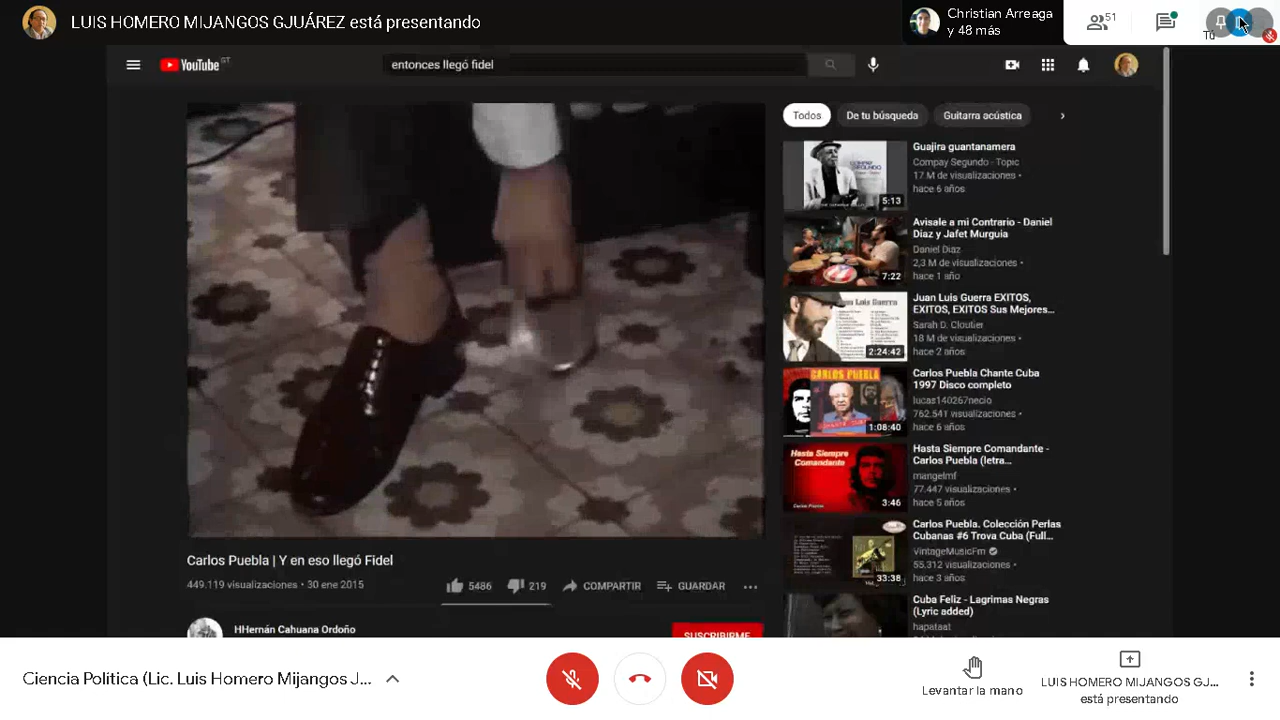 LUIS HOMERO MIJANGOS GJUÁREZ está presentando
Christian Arreaga
y 48 más
51
Tú
YouTube GT
entonces llegó fidel
Todos
De tu búsqueda
Guitarra acústica
Guajira guantanamera
Compay Segundo - Topic
17 M de visualizaciones •
hace 6 años
5:13
Avisale a mi Contrario - Daniel
Diaz y Jafet Murguia
Daniel Diaz
2,3 M de visualizaciones •
hace 1 año
7:22
Juan Luis Guerra EXITOS,
EXITOS, EXITOS Sus Mejores...
Sarah D. Cloutier
18 M de visualizaciones •
hace 2 años
2:24:42
Carlos Puebla Chante Cuba
1997 Disco completo
lucas140267necio
762.541 visualizaciones •
hace 6 años
CARLOS PUEBLA
1:08:40
Hasta Siempre Comandante -
Carlos Puebla (letra...
mangelmf
77.447 visualizaciones •
hace 5 años
Hasta Siempre
Comandante
3:46
Carlos Puebla. Colección Perlas
Cubanas #6 Trova Cuba (Full...
VintageMusicFm
55.312 visualizaciones •
hace 3 años
33:38
Cuba Feliz - Lagrimas Negras
(Lyric added)
hapataat
Carlos Puebla | Y en eso llegó Fidel
449.119 visualizaciones • 30 ene 2015
5486
219
COMPARTIR
GUARDAR
HHernán Cahuana Ordoño
SUSCRIBIRME
Ciencia Política (Lic. Luis Homero Mijangos J...
Levantar la mano
LUIS HOMERO MIJANGOS GJ...
está presentando